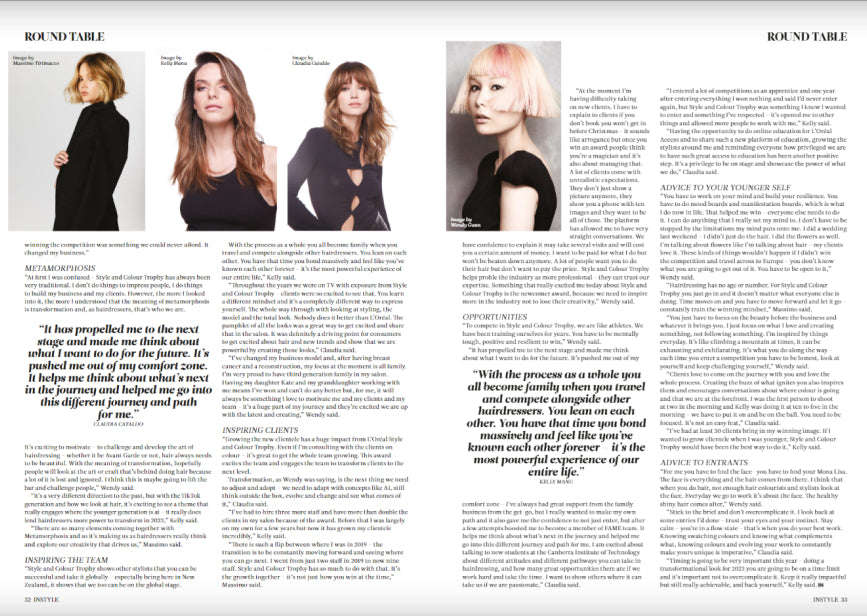 ROUND TABLE
ROUND TABLE
Image by
Massimo Tirimacco
Image by
Kelly Manu
Image by
Claudia Cataldo
winning the competition was something we could never afford. It
changed my business."
METAMORPHOSIS
"At first I was confused – Style and Colour Trophy has always been
very traditional. I don't do things to impress people, I do things
to build my business and my clients. However, the more I looked
into it, the more I understood that the meaning of metamorphosis
is transformation and, as hairdressers, that's who we are.
"It has propelled me to the next
stage and made me think about
what I want to do for the future. It's
pushed me out of my comfort zone.
It helps me think about what's next
in the journey and helped me go into
this different journey and path
for me."
CLAUDIA CATALDO
It's exciting to motivate – to challenge and develop the art of
hairdressing – whether it be Avant Garde or not, hair always needs
to be beautiful. With the meaning of transformation, hopefully
people will look at the art or craft that's behind doing hair because
a lot of it is lost and ignored. I think this is maybe going to lift the
bar and challenge people," Wendy said.
"It's a very different direction to the past, but with the TikTok
generation and how we look at hair, it's exciting to see a theme that
really engages where the younger generation is at – it really does
lend hairdressers more power to transform in 2023," Kelly said.
"There are so many elements coming together with
Metamorphosis and so it's making us as hairdressers really think
and explore our creativity that drives us," Massimo said.
INSPIRING THE TEAM
"Style and Colour Trophy shows other stylists that you can be
successful and take it globally – especially being here in New
Zealand, it shows that we too can be on the global stage.
32 INSTYLE
With the process as a whole you all become family when you
travel and compete alongside other hairdressers. You lean on each
other. You have that time you bond massively and feel like you've
known each other forever – it's the most powerful experience of
our entire life," Kelly said.
"Throughout the years we were on TV with exposure from Style
and Colour Trophy – clients were so excited to see that. You learn
a different mindset and it's a completely different way to express
yourself. The whole way through with looking at styling, the
model and the total look. Nobody does it better than L'Oréal. The
pamphlet of all the looks was a great way to get excited and share
that in the salon. It was definitely a driving point for consumers
to get excited about hair and new trends and show that we are
powerful by creating those looks," Claudia said.
"I've changed my business model and, after having breast
cancer and a reconstruction, my focus at the moment is all family.
I'm very proud to have third generation family in my salon.
Having my daughter Kate and my granddaughter working with
me means I've won and can't do any better but, for me, it will
always be something I love to motivate me and my clients and my
team – it's a huge part of my journey and they're excited we are up
with the latest and creating," Wendy said.
INSPIRING CLIENTS
"Growing the new clientele has a huge impact from L'Oréal Style
and Colour Trophy. Even if I'm consulting with the clients on
colour – it's great to get the whole team growing. This award
excites the team and engages the team to transform clients to the
next level.
Transformation, as Wendy was saying, is the next thing we need
to adjust and adopt – we need to adapt with concepts like AI, still
think outside the box, evolve and change and see what comes of
it," Claudia said.
"I've had to hire three more staff and have more than double the
clients in my salon because of the award. Before that I was largely
on my own for a few years but now it has grown my clientele
incredibly," Kelly said.
"There is such a flip between where I was in 2019 – the
transition is to be constantly moving forward and seeing where
you can go next. I went from just two staff in 2019 to now nine
staff. Style and Colour Trophy has so much to do with that. It's
the growth together – it's not just how you win at the time,"
Massimo said.
Image by
Wendy Gunn
"At the moment I'm
having difficulty taking
on new clients. I have to
explain to clients if you
don't book you won't get in
before Christmas – it sounds
like arrogance but once you
win an award people think
you're a magician and it's
also about managing that.
A lot of clients come with
unrealistic expectations.
They don't just show a
picture anymore, they
show you a phone with ten
images and they want to be
all of those. The platform
has allowed me to have very
straight conversations. We
have confidence to explain it may take several visits and will cost
you a certain amount of money. I want to be paid for what I do but
won't be beaten down anymore. A lot of people want you to do
their hair but don't want to pay the price. Style and Colour Trophy
helps profile the industry as more professional – they can trust our
expertise. Something that really excited me today about Style and
Colour Trophy is the newcomer award, because we need to inspire
more in the industry not to lose their creativity," Wendy said.
OPPORTUNITIES
"To compete in Style and Colour Trophy, we are like athletes. We
have been training ourselves for years. You have to be mentally
tough, positive and resilient to win," Wendy said.
"It has propelled me to the next stage and made me think
about what I want to do for the future. It's pushed me out of my
"With the process as a whole you
all become family when you travel
and compete alongside other
hairdressers. You lean on each
other. You have that time you bond
massively and feel like you've
known each other forever – it's the
most powerful experience of our
entire life."
KELLY MANU
comfort zone – I've always had great support from the family
business from the get-go, but I really wanted to make my own
path and it also gave me the confidence to not just enter, but after
a few attempts boosted me to become a number of FAME team. It
helps me think about what's next in the journey and helped me
go into this different journey and path for me. I am excited about
talking to new students at the Canberra Institute of Technology
about different attitudes and different pathways you can take in
hairdressing, and how many great opportunities there are if we
work hard and take the time. I want to show others where it can
take us if we are passionate," Claudia said.
"I entered a lot of competitions as an apprentice and one year
after entering everything I won nothing and said I'd never enter
again, but Style and Colour Trophy was something I knew I wanted
to enter and something I've respected – it's opened me to other
things and allowed more people to work with me," Kelly said.
"Having the opportunity to do online education for L'Oréal
Access and to share such a new platform of education, growing the
stylists around me and reminding everyone how privileged we are
to have such great access to education has been another positive
step. It's a privilege to be on stage and showcase the power of what
we do," Claudia said.
ADVICE TO YOUR YOUNGER SELF
"You have to work on your mind and build your resilience. You
have to do mood boards and manifestation boards, which is what
I do now in life. That helped me win – everyone else needs to do
it. I can do anything that I really set my mind to, I don't have to be
stopped by the limitations my mind puts onto me. I did a wedding
last weekend – I didn't just do the hair. I did the flowers as well.
I'm talking about flowers like I'm talking about hair – my clients
love it. These kinds of things wouldn't happen if I didn't win
the competition and travel across to Europe – you don't know
what you are going to get out of it. You have to be open to it,"
Wendy said.
"Hairdressing has no age or number. For Style and Colour Trophy
you just go in and it doesn't matter what everyone else is
doing. Time moves on and you have to move forward and let it go –
constantly train the winning mindset," Massimo said.
"You just have to focus on the beauty before the business and
whatever it brings you. I just focus on what I love and creating
something, not following something. I'm inspired by things
everyday. It's like climbing a mountain at times, it can be
exhausting and exhilarating. It's what you do along the way
each time you enter a competition you have to be honest, look at
yourself and keep challenging yourself," Wendy said.
"Clients love to come on the journey with you and love the
whole process. Creating the buzz of what ignites you also inspires
them and encourages conversations about where colour is going
and that we are at the forefront. I was the first person to shoot
at two in the morning and Kelly was doing it at ten to five in the
morning – we have to put it on and be on the ball. You need to be
focused. It's not an easy feat," Claudia said.
"I've had at least 30 clients bring in my winning image. If I
wanted to grow clientele when I was younger, Style and Colour
Trophy would have been the best way to do it," Kelly said.
ADVICE TO ENTRANTS
"For me you have to find the face – you have to find your Mona Lisa.
The face is everything and the hair comes from there. I think that
when you do hair, not enough hair colourists and stylists look at
the face. Everyday we go to work it's about the face. The healthy
shiny hair comes after," Wendy said.
"Stick to the brief and don't overcomplicate it. I look back at
some entries I'd done – trust your eyes and your instinct. Stay
calm – you're in a flow state – that's when you do your best work.
Knowing swatching colours and knowing what complements
what, knowing colours and evolving your work to constantly
make yours unique is imperative," Claudia said.
"Timing is going to be very important this year – doing a
transformational look for 2023 you are going to be on a time limit
and it's important not to overcomplicate it. Keep it really impactful
but still really achievable, and back yourself," Kelly said. IN
INSTYLE 33